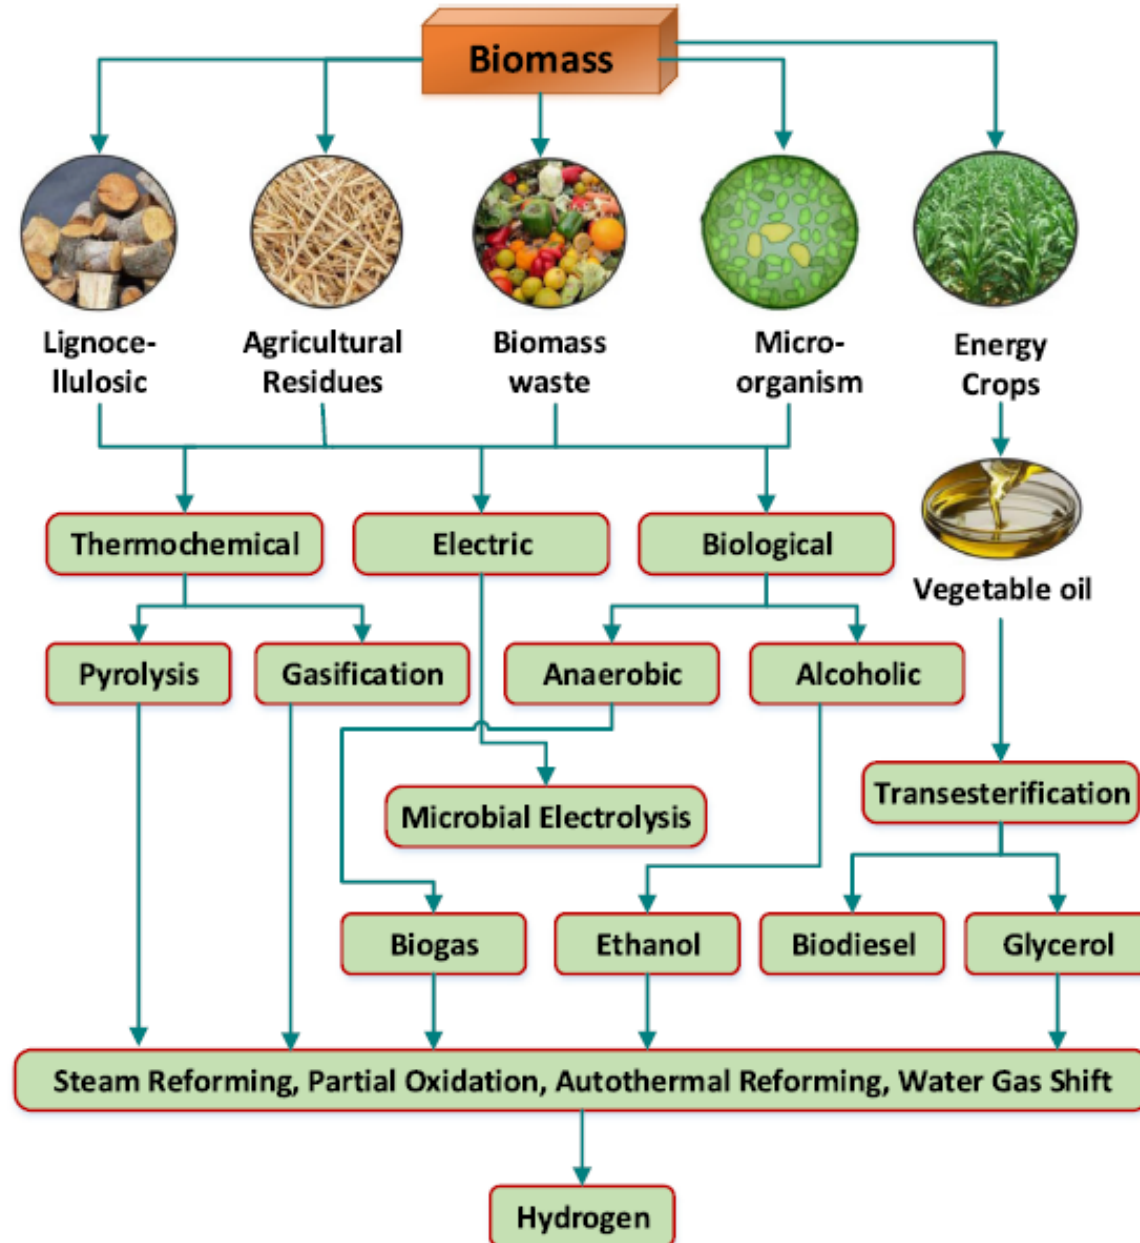 Biomass
Lignoce-
llulosic
Agricultural
Residues
Biomass
waste
Micro-
organism
Energy
Crops
Thermochemical
Electric
Biological
Vegetable oil
Pyrolysis
Gasification
Anaerobic
Alcoholic
Microbial Electrolysis
Transesterification
Biogas
Ethanol
Biodiesel
Glycerol
Steam Reforming, Partial Oxidation, Autothermal Reforming, Water Gas Shift
Hydrogen